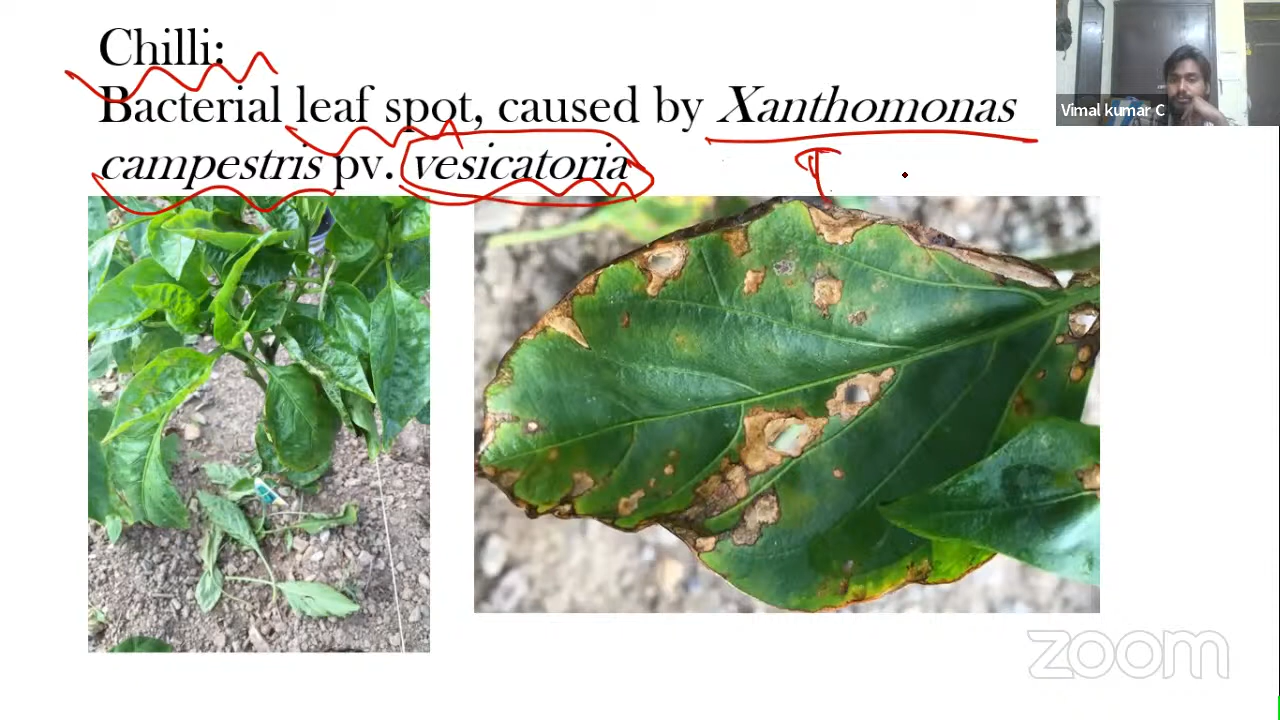 Chilli:
Bacterial leaf spot, caused by Xanthomonas
campestris pv. vesicatoria
Vimal kumar C
zoom